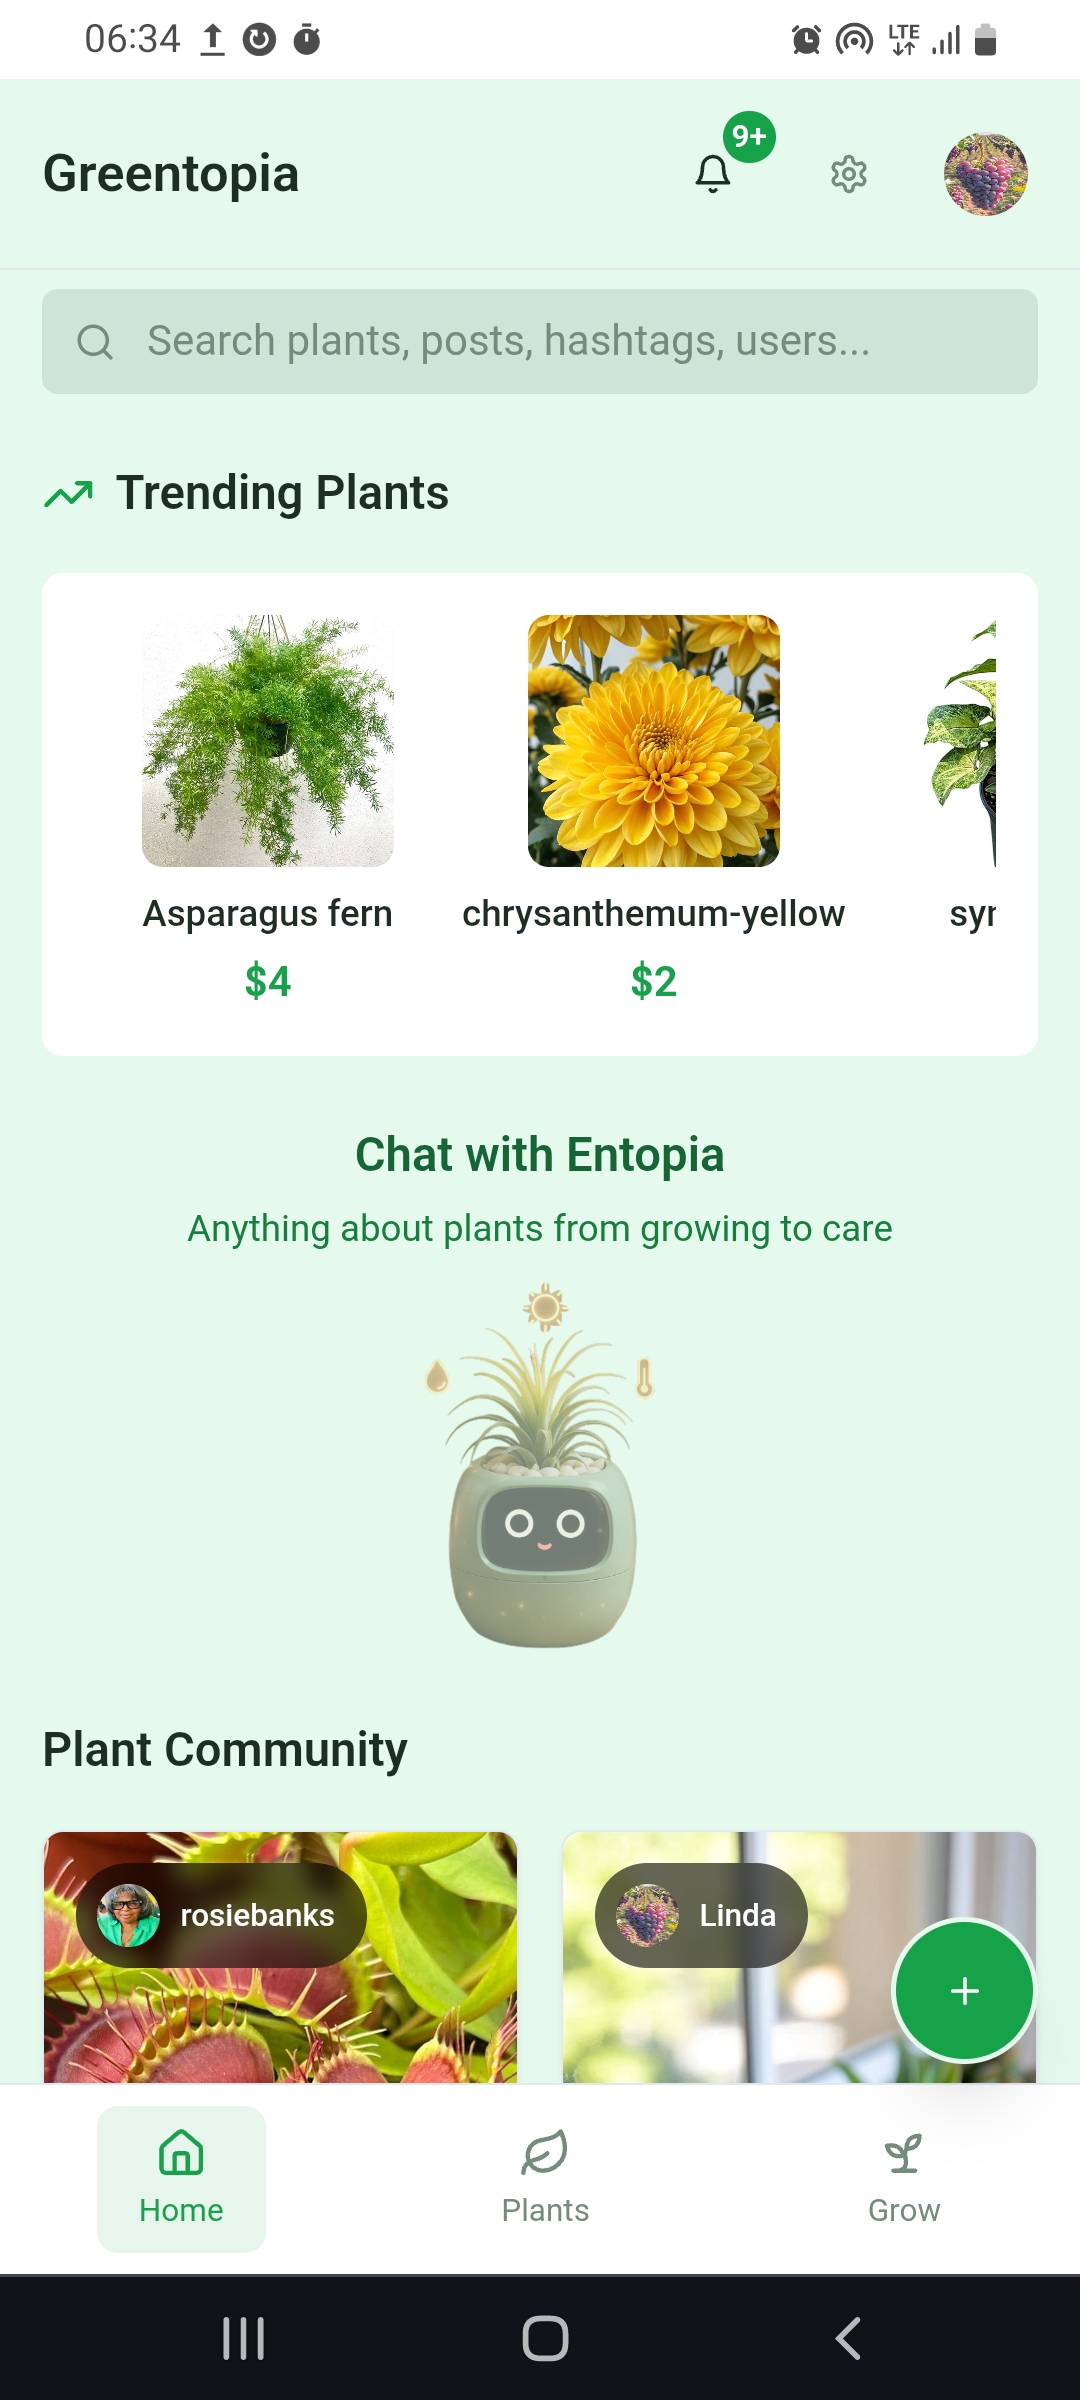 06:34
LTE
Greentopia
9+
Search plants, posts, hashtags, users...
Trending Plants
Asparagus fern
chrysanthemum-yellow
$4
$2
Chat with Entopia
Anything about plants from growing to care
Plant Community
rosiebanks
Linda
Home
Plants
Grow